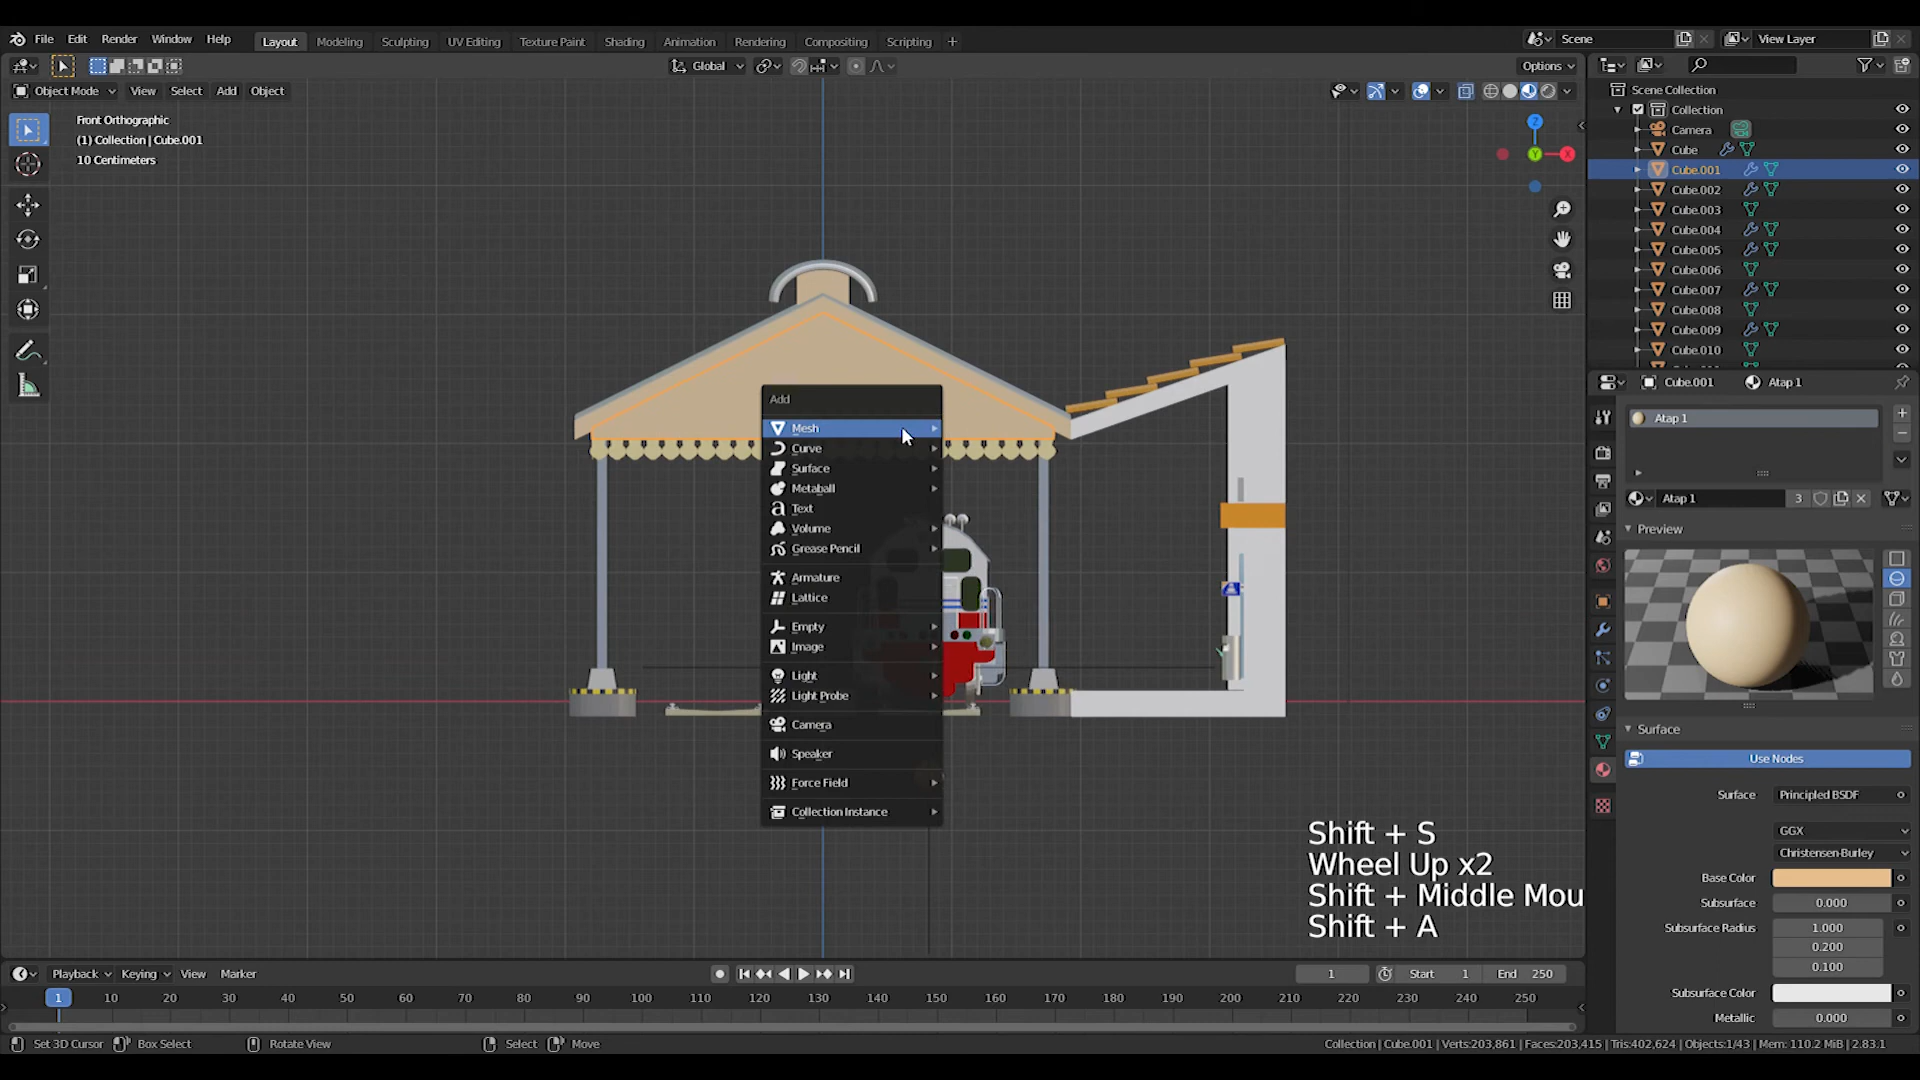 File Edit Render Window Help Layout Modeling Sculpting UV Editing Texture Paint Shading Animation Rendering Compositing Scripting + Scene View Layer
Global Options
Object Mode View Select Add Object
Front Orthographic
(1) Collection | Cube.001
10 Centimeters
Z
Y
X
Add
Mesh
Curve
Surface
Metaball
Text
Volume
Grease Pencil
Armature
Lattice
Empty
Image
Light
Light Probe
Camera
Speaker
Force Field
Collection Instance
Shift + S
Wheel Up x2
Shift + Middle Mou
Shift + A
Scene Collection
Collection
Camera
Cube
Cube.001
Cube.002
Cube.003
Cube.004
Cube.005
Cube.006
Cube.007
Cube.008
Cube.009
Cube.010
Cube.001 Atap 1
Atap 1
Atap 1 3
Preview
Surface
Use Nodes
Surface Principled BSDF
GGX
Christensen-Burley
Base Color
Subsurface 0.000
Subsurface Radius 1.000
0.200
0.100
Subsurface Color
Metallic 0.000
Playback Keying View Marker 1 Start 1 End 250
1 10 20 30 40 50 60 70 80 90 100 110 120 130 140 150 160 170 180 190 200 210 220 230 240 250
Set 3D Cursor Box Select Rotate View Select Move Collection | Cube.001 | Verts:203,861 | Faces:203,415 | Tris:402,624 | Objects:1/43 | Mem: 110.2 MiB | 2.83.1